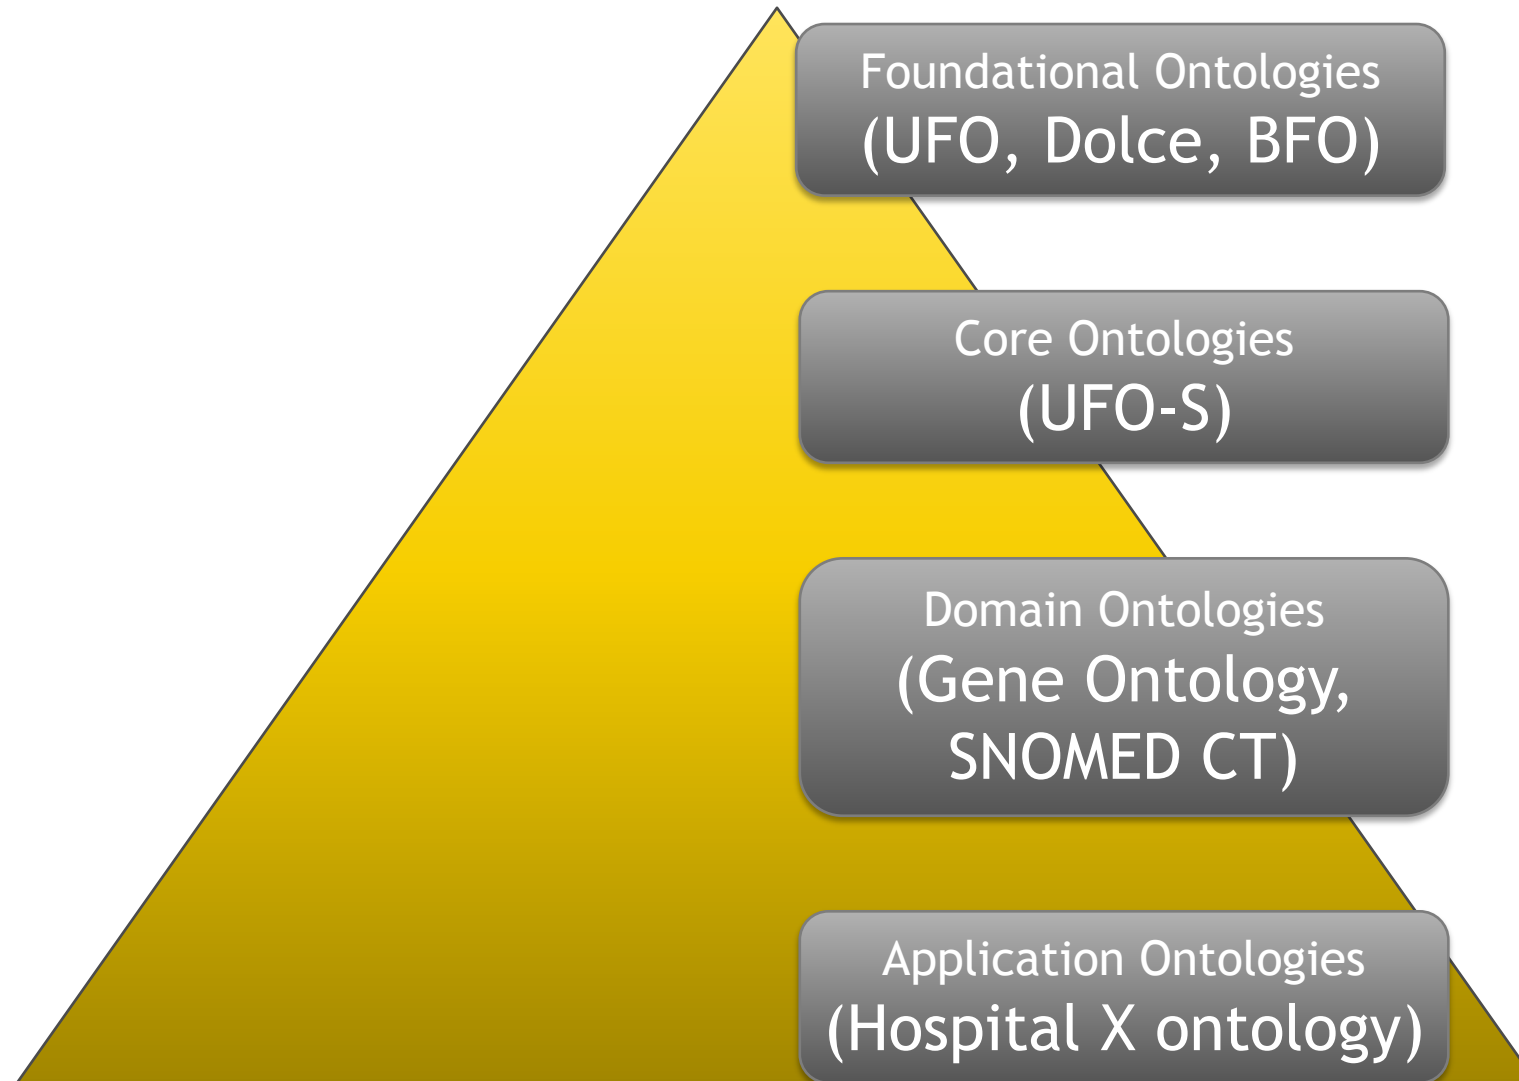 Foundational Ontologies
(UFO, Dolce, BFO)
Core Ontologies
(UFO-S)
Domain Ontologies
(Gene Ontology,
SNOMED CT)
Application Ontologies
(Hospital X ontology)